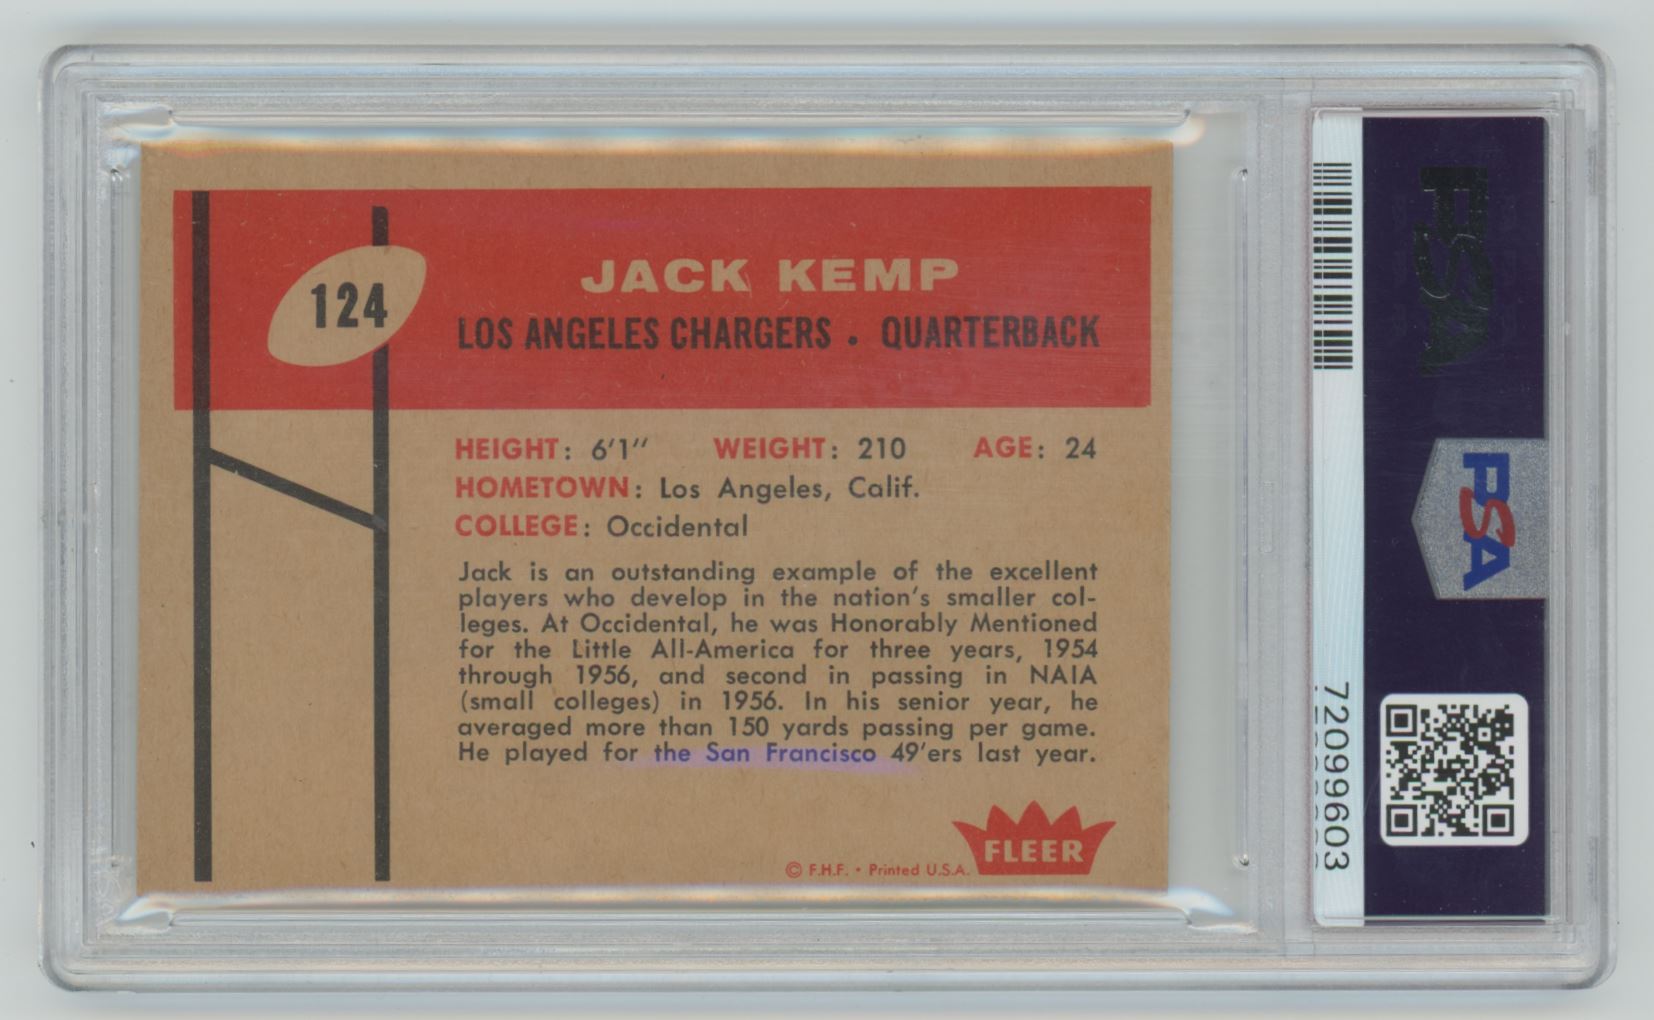 124
JACK KEMP
LOS ANGELES CHARGERS . QUARTERBACK
HEIGHT: 6'1" WEIGHT: 210 AGE: 24
HOMETOWN: Los Angeles, Calif.
COLLEGE: Occidental
Jack is an outstanding example of the excellent
players who develop in the nation's smaller col-
leges. At Occidental, he was Honorably Mentioned
for the Little All-America for three years, 1954
through 1956, and second in passing in NAIA
(small colleges) in 1956. In his senior year, he
averaged more than 150 yards passing per game.
He played for the San Francisco 49'ers last year.
FLEER
© F.H.F. • Printed U.S.A.
PSA
PSA
72099603